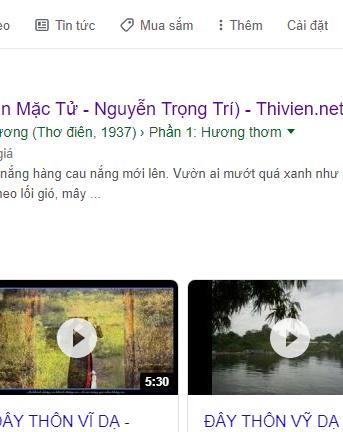 eo Tin tức Mua sắm Thêm Cài đặt
n Mặc Tử - Nguyễn Trọng Trí) - Thivien.net
ương (Thơ điên, 1937) › Phần 1: Hương thơm
giá
nắng hàng cau nắng mới lên. Vườn ai mướt quá xanh như
heo lối gió, mây ...
5:30
ĐÂY THÔN VĨ DẠ -
ĐÂY THÔN VỸ DẠ